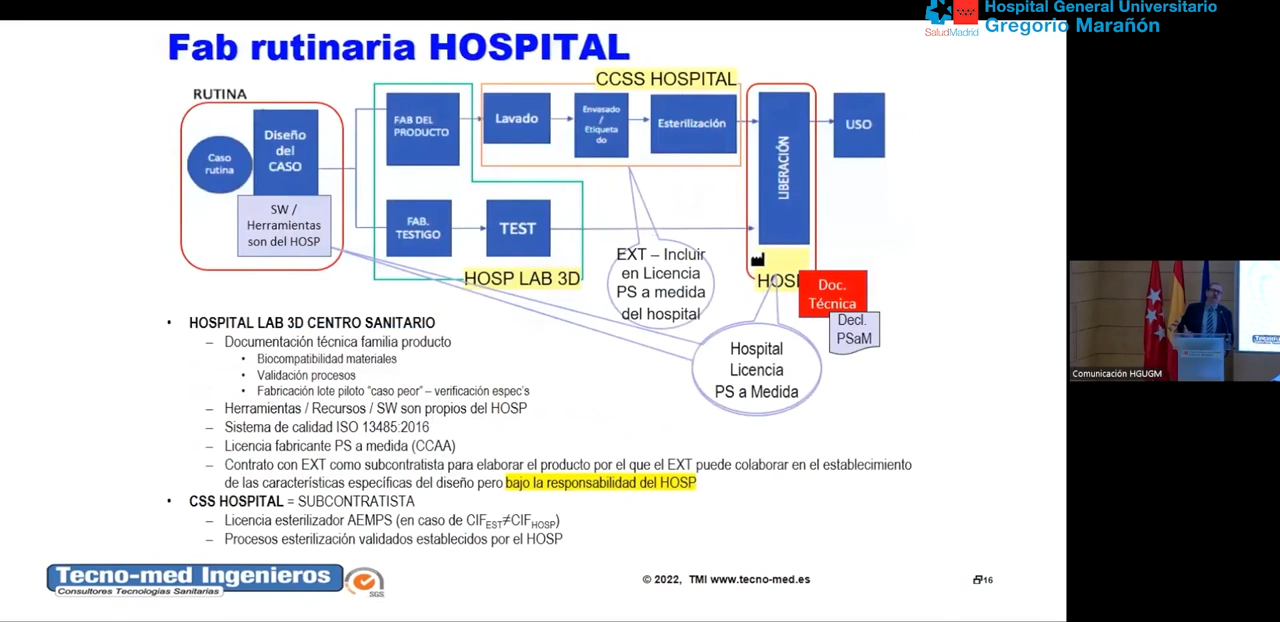 Hospital General Universitario
Gregorio Marañón
SaludMadrid
Fab rutinaria HOSPITAL
CCSS HOSPITAL
RUTINA
Caso
rutina
Diseño
del
CASO
SW /
Herramientas
son del HOSP
FAB DEL
PRODUCTO
Lavado
Envasado
/
Etiqueta
do
Esterilización
LIBERACIÓN
USO
FAB.
TESTIGO
TEST
HOSP LAB 3D
EXT – Incluir
en Licencia
PS a medida
del hospital
HOSP
Doc.
Técnica
Decl.
PSaM
Hospital
Licencia
PS a Medida
• HOSPITAL LAB 3D CENTRO SANITARIO
– Documentación técnica familia producto
• Biocompatibilidad materiales
• Validación procesos
• Fabricación lote piloto “caso peor” – verificación espec’s
– Herramientas / Recursos / SW son propios del HOSP
– Sistema de calidad ISO 13485:2016
– Licencia fabricante PS a medida (CCAA)
– Contrato con EXT como subcontratista para elaborar el producto por el que el EXT puede colaborar en el establecimiento
de las características específicas del diseño pero bajo la responsabilidad del HOSP
• CSS HOSPITAL = SUBCONTRATISTA
– Licencia esterilizador AEMPS (en caso de CIFEST≠CIFHOSP)
– Procesos esterilización validados establecidos por el HOSP
Tecno-med Ingenieros
Consultores Tecnologías Sanitarias
SGS
© 2022, TMI www.tecno-med.es
16
Comunicación HGUGM